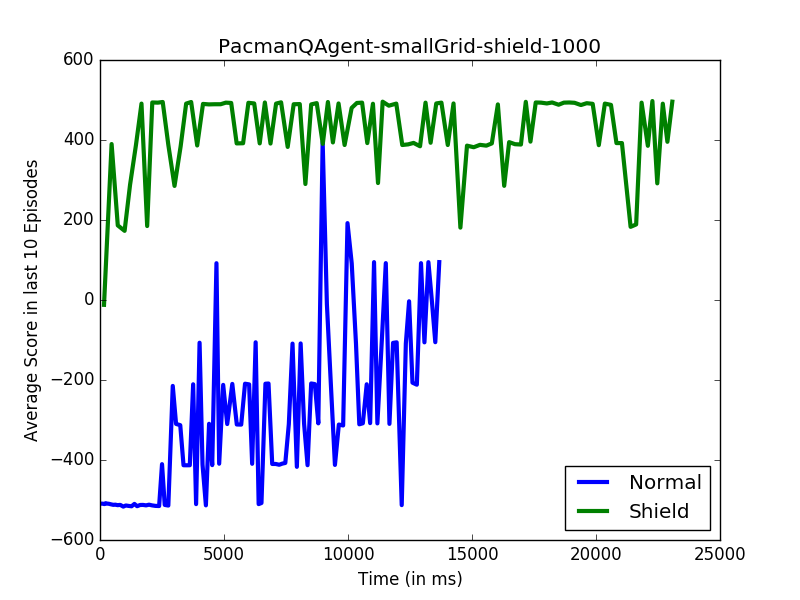 PacmanQAgent-smallGrid-shield-1000
600
400
200
0
−200
−400
−600
Average Score in last 10 Episodes
0
5000
10000
15000
20000
25000
Time (in ms)
Normal
Shield